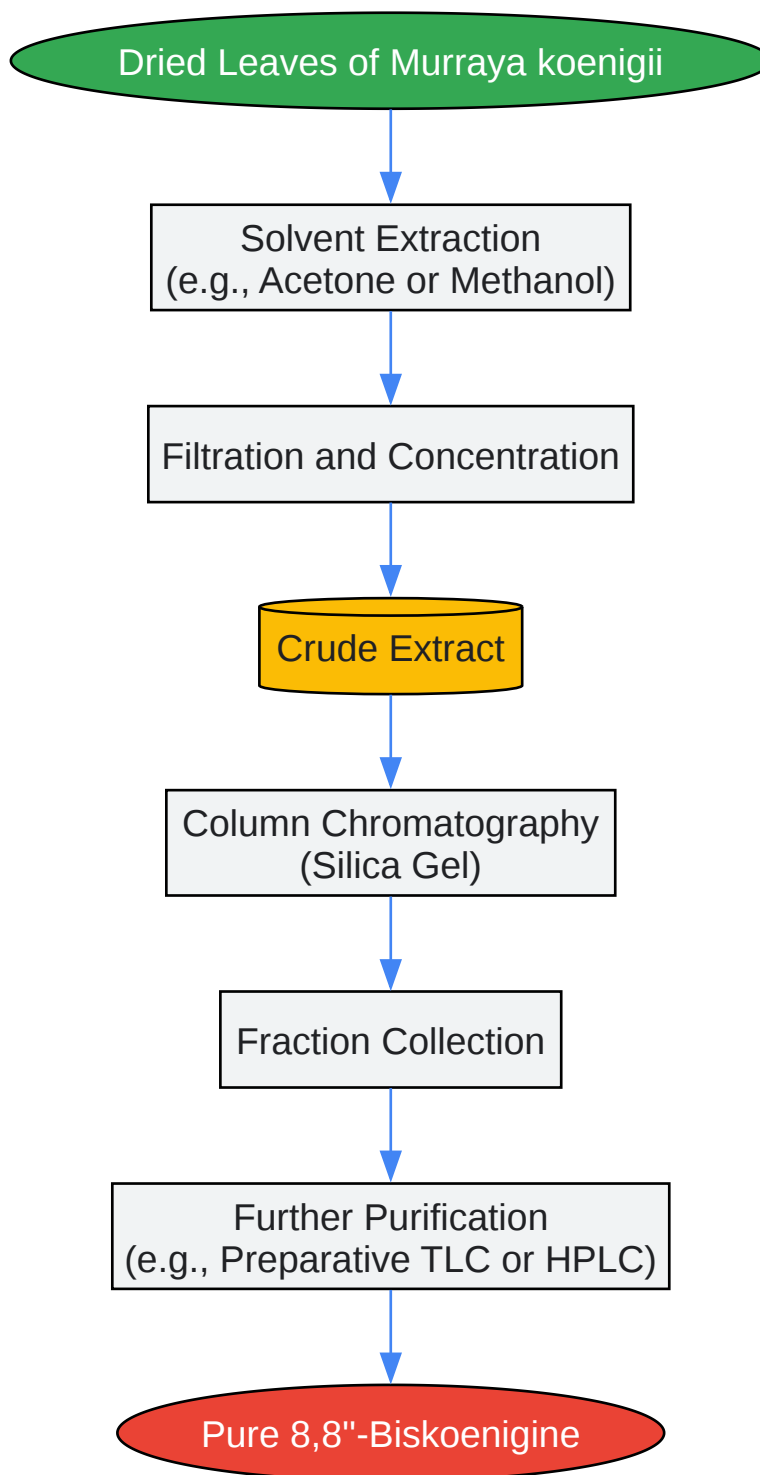 Dried Leaves of Murraya koenigii
Solvent Extraction
(e.g., Acetone or Methanol)
Filtration and Concentration
Crude Extract
Column Chromatography
(Silica Gel)
Fraction Collection
Further Purification
(e.g., Preparative TLC or HPLC)
Pure 8,8''-Biskoenigine